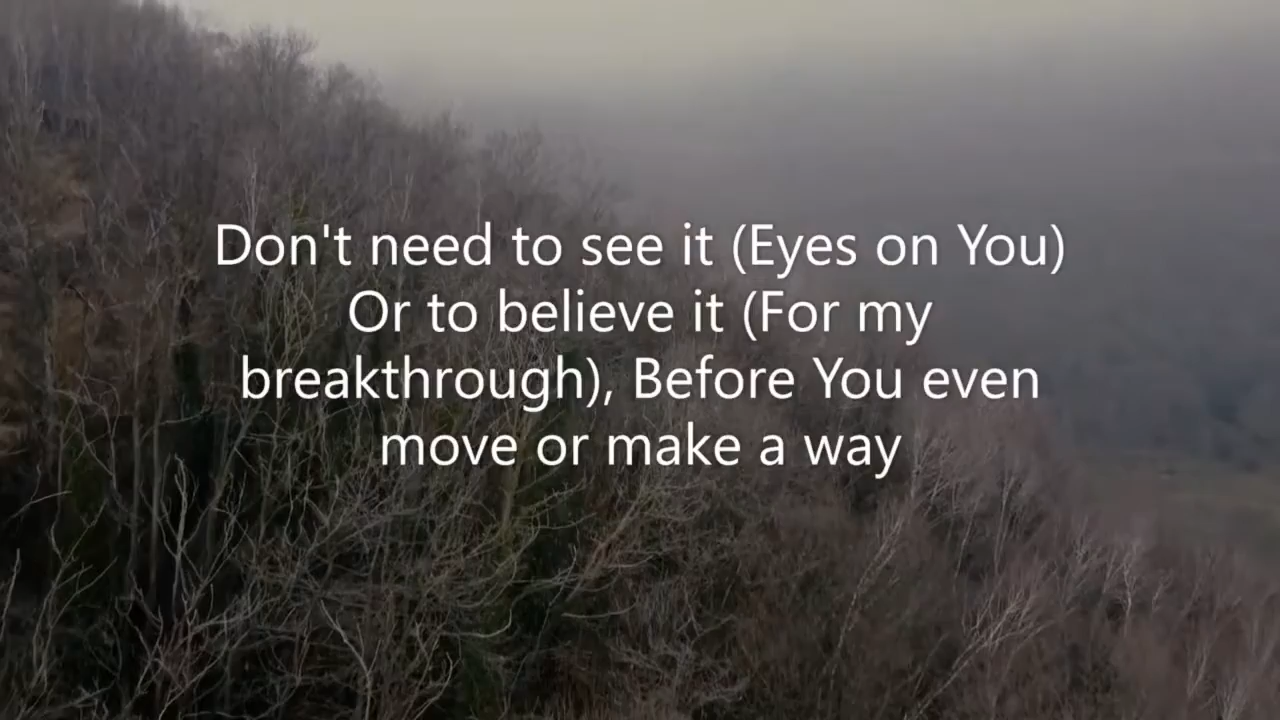 Don't need to see it (Eyes on You)
Or to believe it (For my
breakthrough), Before You even
move or make a way